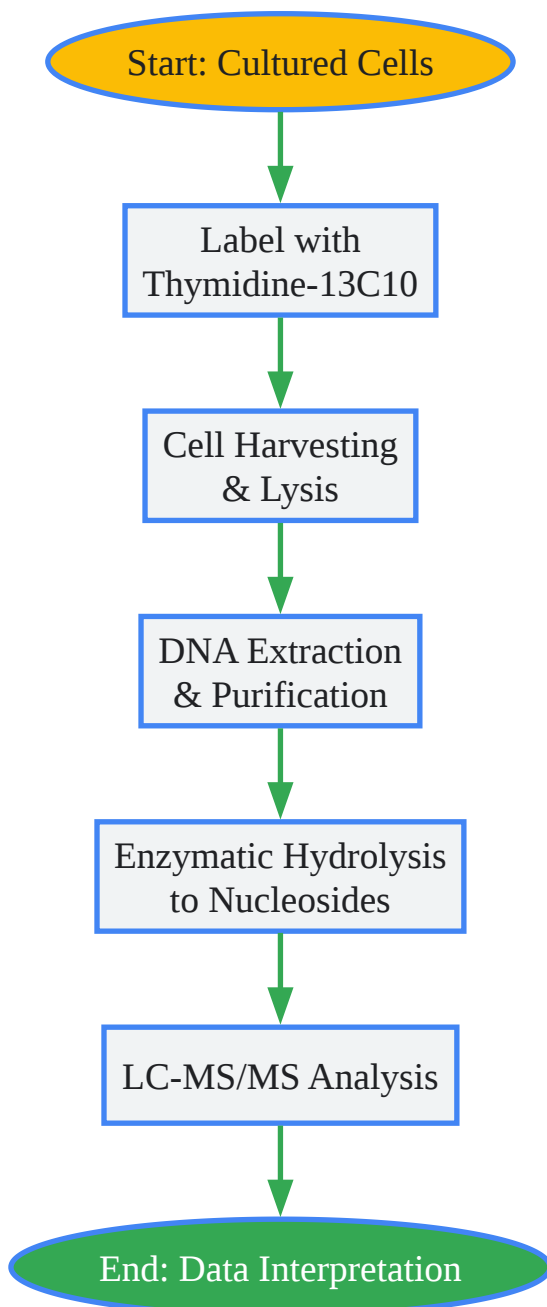 Start: Cultured Cells
Label with
Thymidine-13C10
Cell Harvesting
& Lysis
DNA Extraction
& Purification
Enzymatic Hydrolysis
to Nucleosides
LC-MS/MS Analysis
End: Data Interpretation